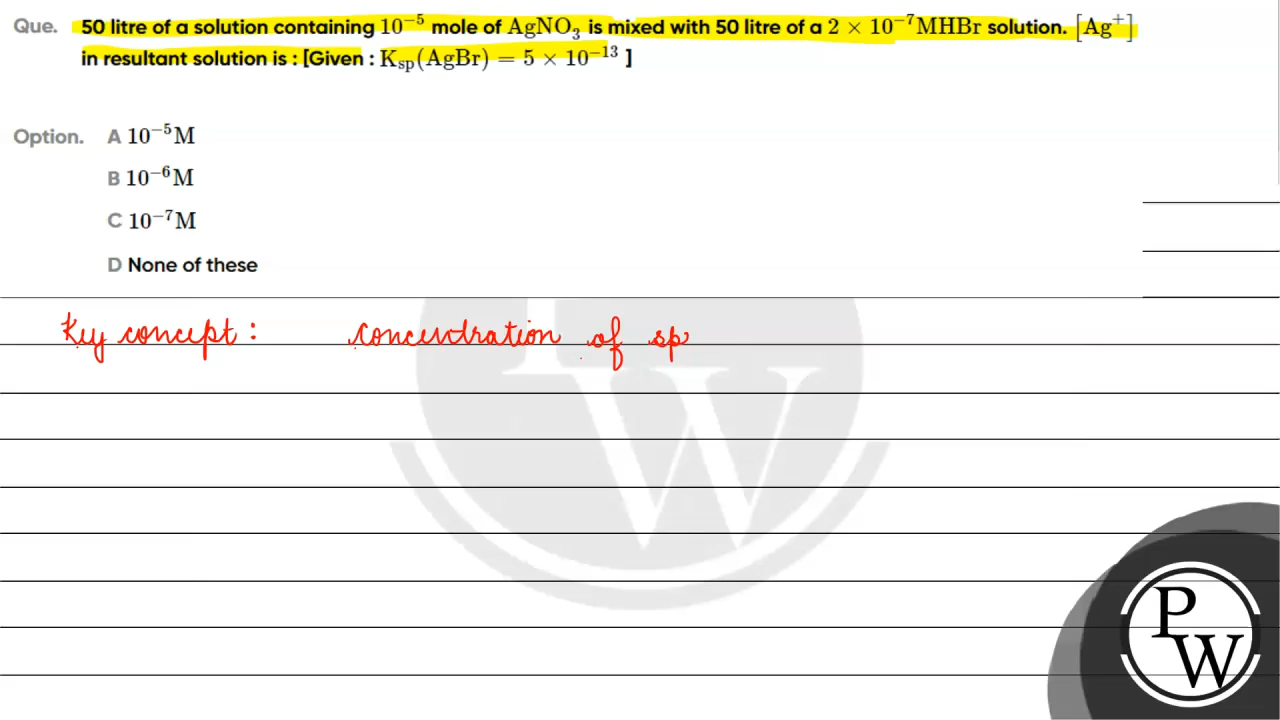 Que. 50 litre of a solution containing 10⁻⁵ mole of AgNO₃ is mixed with 50 litre of a 2 × 10⁻⁷MHBr solution. [Ag⁺]
in resultant solution is : [Given : Kₛₚ(AgBr) = 5 × 10⁻¹³ ]
Option. A 10⁻⁵M
B 10⁻⁶M
C 10⁻⁷M
D None of these
Key concept : concentration of sp
PW
PW